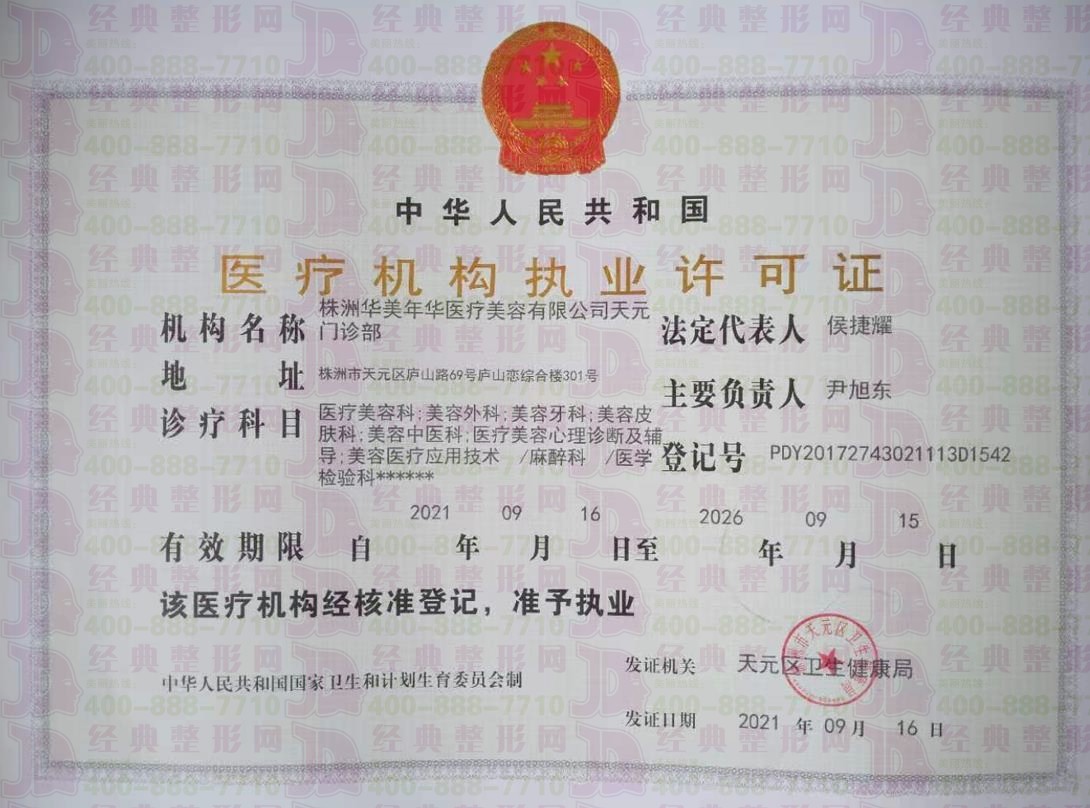 中华人民共和国
医疗机构执业许可证
机构名称 株洲华美年华医疗美容有限公司天元
门诊部
法定代表人 侯捷耀
地址 株洲市天元区庐山路69号庐山恋综合楼301号
主要负责人 尹旭东
诊疗科目 医疗美容科;美容外科;美容牙科;美容皮
肤科;美容中医科;医疗美容心理诊断及辅
导;美容医疗应用技术 /麻醉科 /医学
检验科******
登记号 PDY20172743021113D1542
有效期限 自 2021 年 09 月 16 日至 2026 年 09 月 15 日
该医疗机构经核准登记，准予执业
中华人民共和国国家卫生和计划生育委员会制
发证机关 天元区卫生健康局
发证日期 2021 年 09 月 16 日
经典整形网
400-888-7710